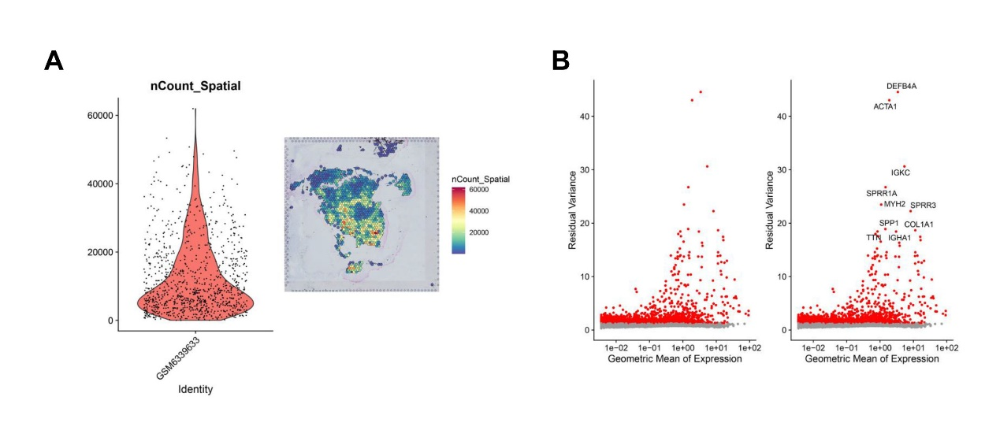 A
B
nCount_Spatial
60000
40000
20000
0
GSM6339633
Identity
nCount_Spatial
60000
40000
20000
Residual Variance
40
30
20
10
0
1e−02 1e−01 1e+00 1e+01 1e+02
Geometric Mean of Expression
Residual Variance
40
30
20
10
0
DEFB4A
ACTA1
IGKC
SPRR1A
MYH2 SPRR3
SPP1 COL1A1
TTN IGHA1
1e−02 1e−01 1e+00 1e+01 1e+02
Geometric Mean of Expression